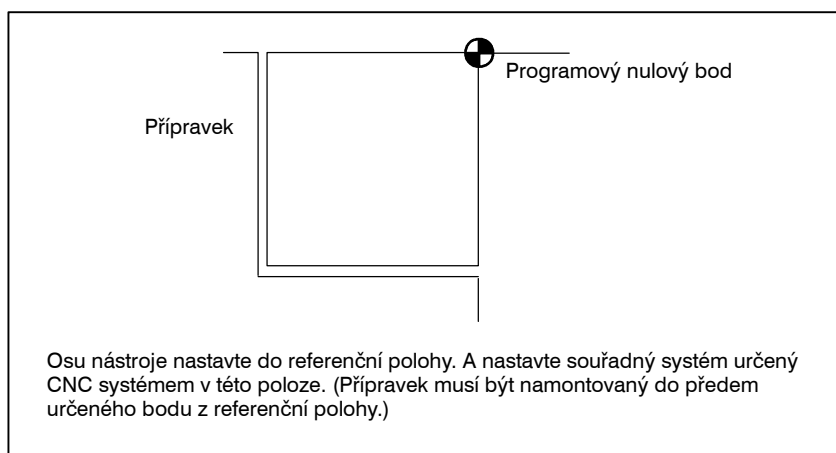 Programový nulový bod
Přípravek
Osu nástroje nastavte do referenční polohy. A nastavte souřadný systém určený
CNC systémem v této poloze. (Přípravek musí být namontovaný do předem
určeného bodu z referenční polohy.)